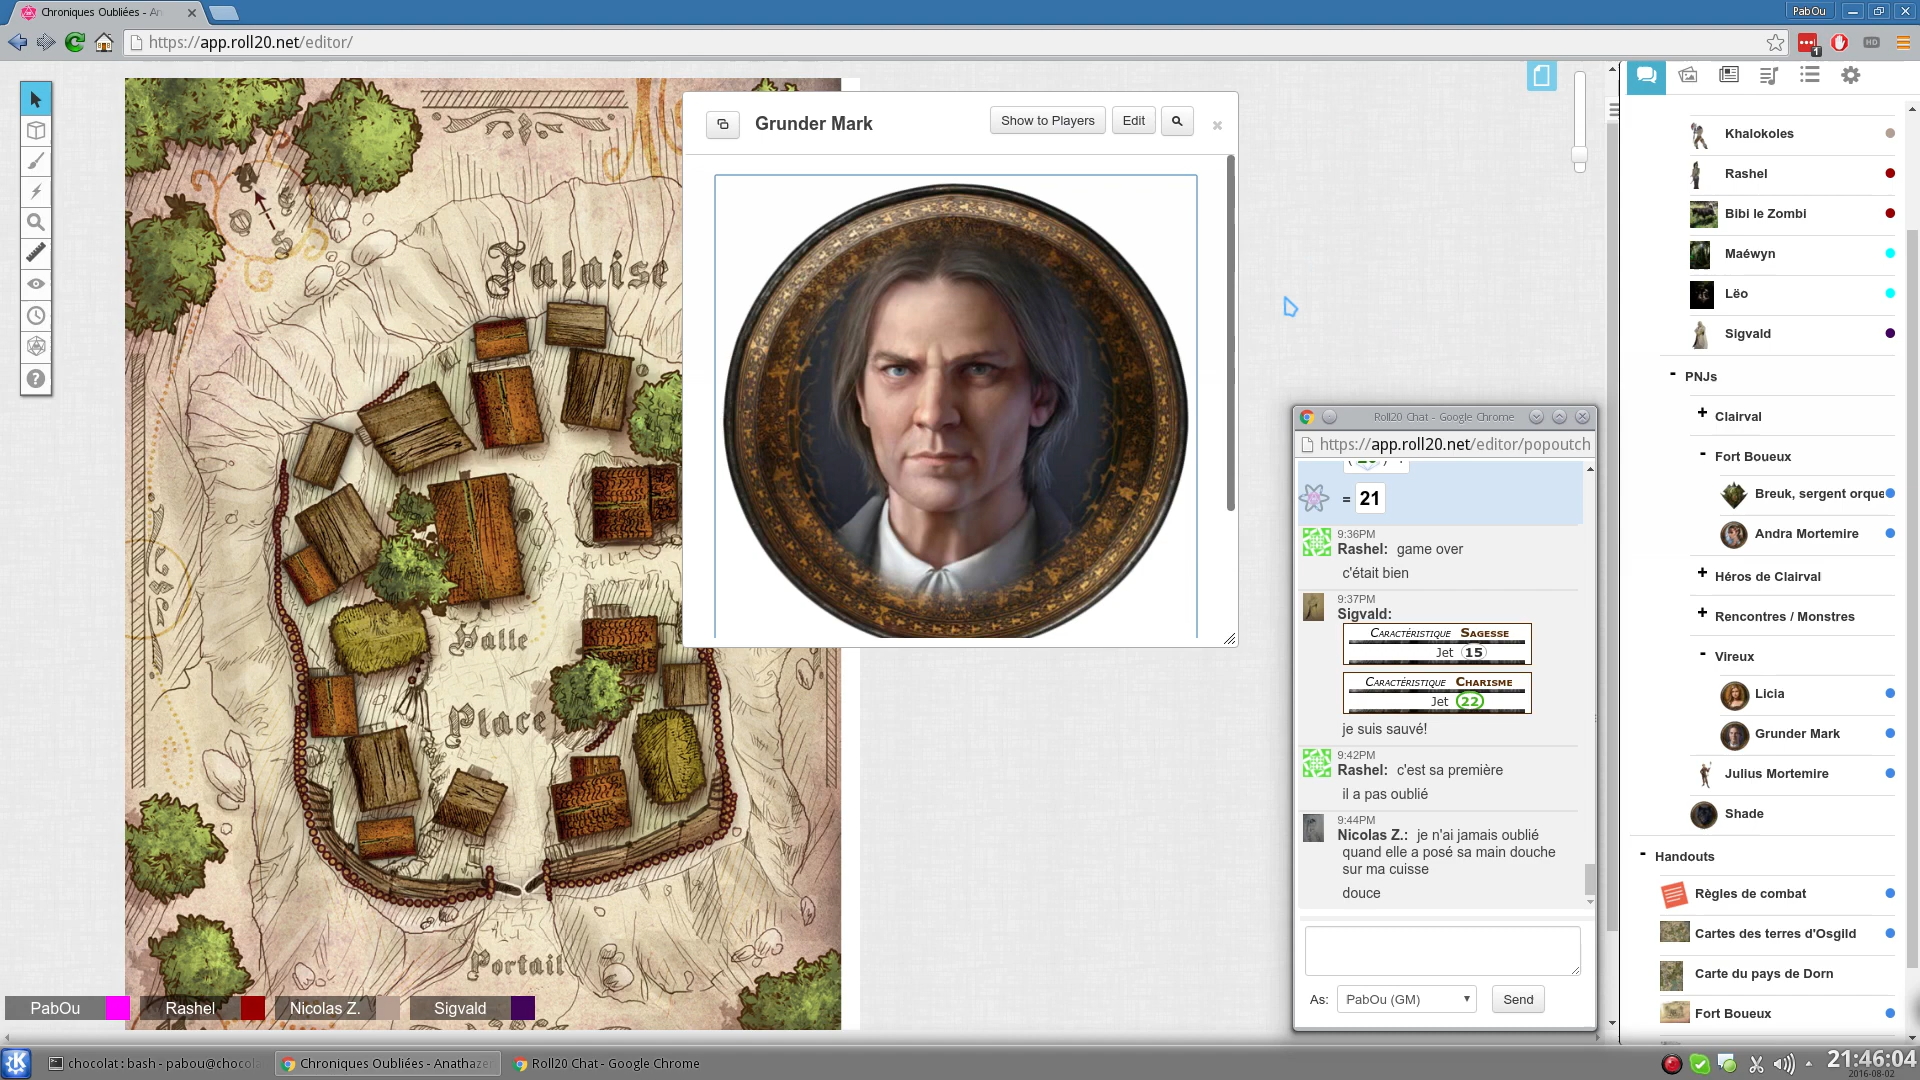 Chroniques Oubliées - An
PabOu
https://app.roll20.net/editor/
1
HD
Falaise
Halle
Place
Portail
Grunder Mark
Show to Players
Edit
PabOu
Rashel
Nicolas Z.
Sigvald
Roll20 Chat - Google Chrome
https://app.roll20.net/editor/popoutch
= 21
9:36PM
Rashel: game over
c'était bien
9:37PM
Sigvald:
Caractéristique Sagesse
Jet 15
Caractéristique Charisme
Jet 22
je suis sauvé!
9:42PM
Rashel: c'est sa première
il a pas oublié
9:44PM
Nicolas Z.: je n'ai jamais oublié
quand elle a posé sa main douche
sur ma cuisse
douce
As: PabOu (GM) Send
Khalokoles
Rashel
Bibi le Zombi
Maéwyn
Lëo
Sigvald
- PNJs
+ Clairval
- Fort Boueux
Breuk, sergent orque
Andra Mortemire
+ Héros de Clairval
+ Rencontres / Monstres
- Vireux
Licia
Grunder Mark
Julius Mortemire
Shade
- Handouts
Règles de combat
Cartes des terres d'Osgild
Carte du pays de Dorn
Fort Boueux
chocolat : bash - pabou@chocol
Chroniques Oubliées - Anathaze
Roll20 Chat - Google Chrome
21:46:04
2016-08-02